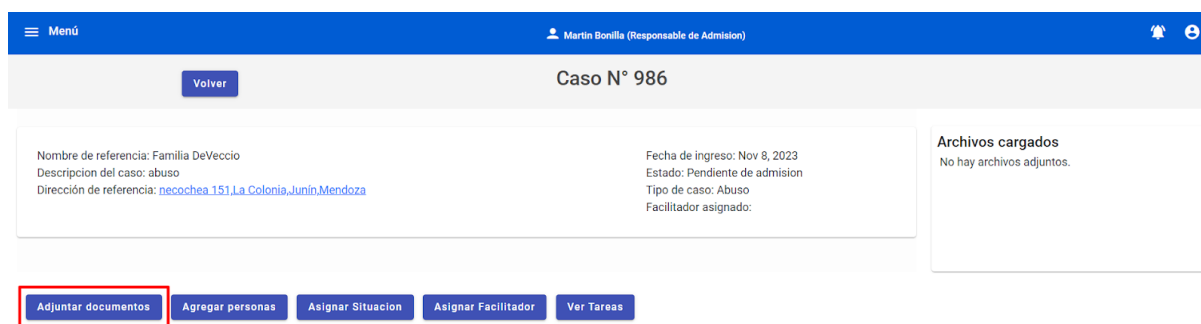 Menú
Martin Bonilla (Responsable de Admision)
Volver
Caso N° 986
Nombre de referencia: Familia DeVeccio
Descripcion del caso: abuso
Dirección de referencia: necochea 151,La Colonia,Junín,Mendoza
Fecha de ingreso: Nov 8, 2023
Estado: Pendiente de admision
Tipo de caso: Abuso
Facilitador asignado:
Archivos cargados
No hay archivos adjuntos.
Adjuntar documentos
Agregar personas
Asignar Situacion
Asignar Facilitador
Ver Tareas